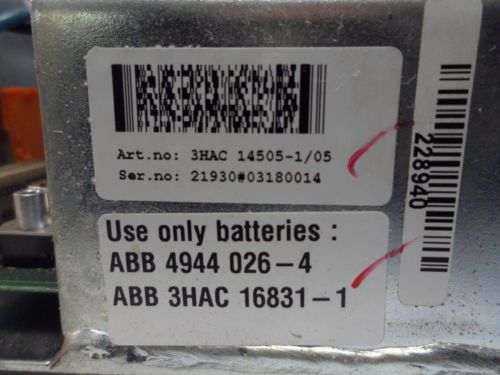 Art.no: 3HAC 14505-1/05
Ser.no: 21930#03180014
Use only batteries :
ABB 4944 026-4
ABB 3HAC 16831-1
228940